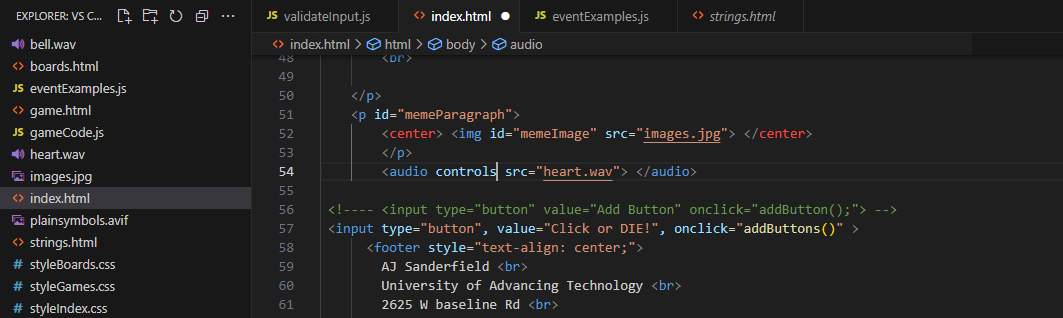 EXPLORER: VS C...
bell.wav
boards.html
eventExamples.js
game.html
gameCode.js
heart.wav
images.jpg
index.html
plainsymbols.avif
strings.html
styleBoards.css
styleGames.css
styleIndex.css
validateInput.js
index.html
eventExamples.js
strings.html
index.html > html > body > audio
48 <br>
49
50 </p>
51 <p id="memeParagraph">
52 <center> <img id="memeImage" src="images.jpg"> </center>
53 </p>
54 <audio controls src="heart.wav"> </audio>
55
56 <!---- <input type="button" value="Add Button" onclick="addButton();"> -->
57 <input type="button", value="Click or DIE!", onclick="addButtons()" >
58 <footer style="text-align: center;">
59 AJ Sanderfield <br>
60 University of Advancing Technology <br>
61 2625 W baseline Rd <br>